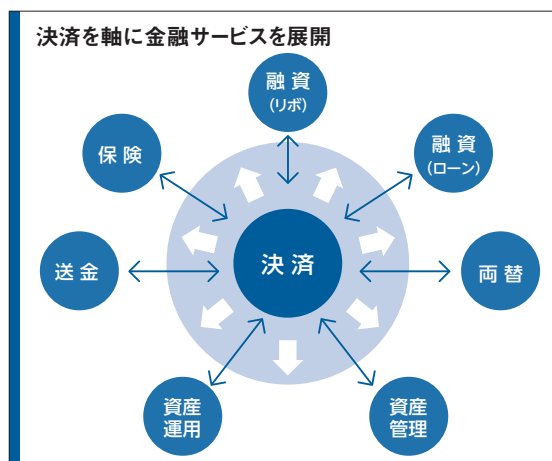 決済を軸に金融サービスを展開
融資
(リボ)
保険
融資
(ローン)
送金
決済
両替
資産
運用
資産
管理